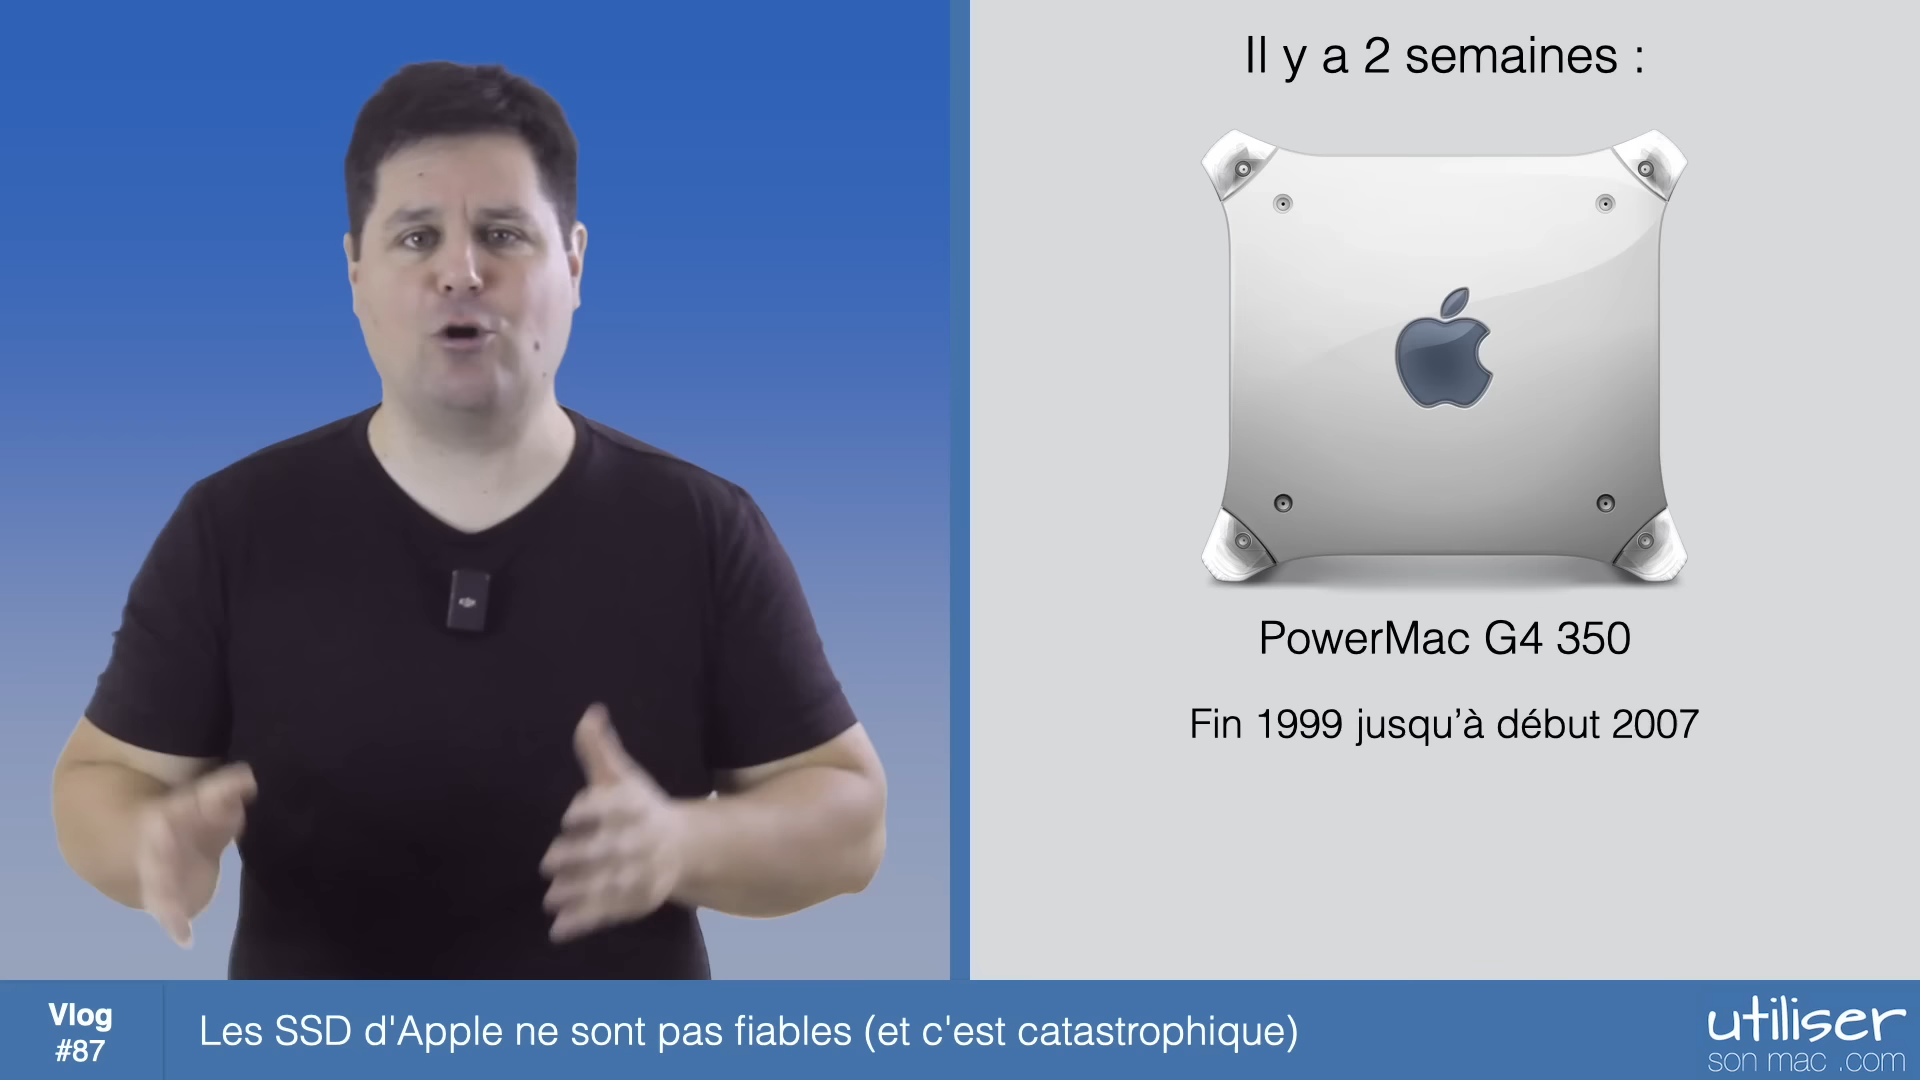 Il y a 2 semaines :
PowerMac G4 350
Fin 1999 jusqu’à début 2007
Vlog
#87
Les SSD d'Apple ne sont pas fiables (et c'est catastrophique)
utiliser
son mac .com